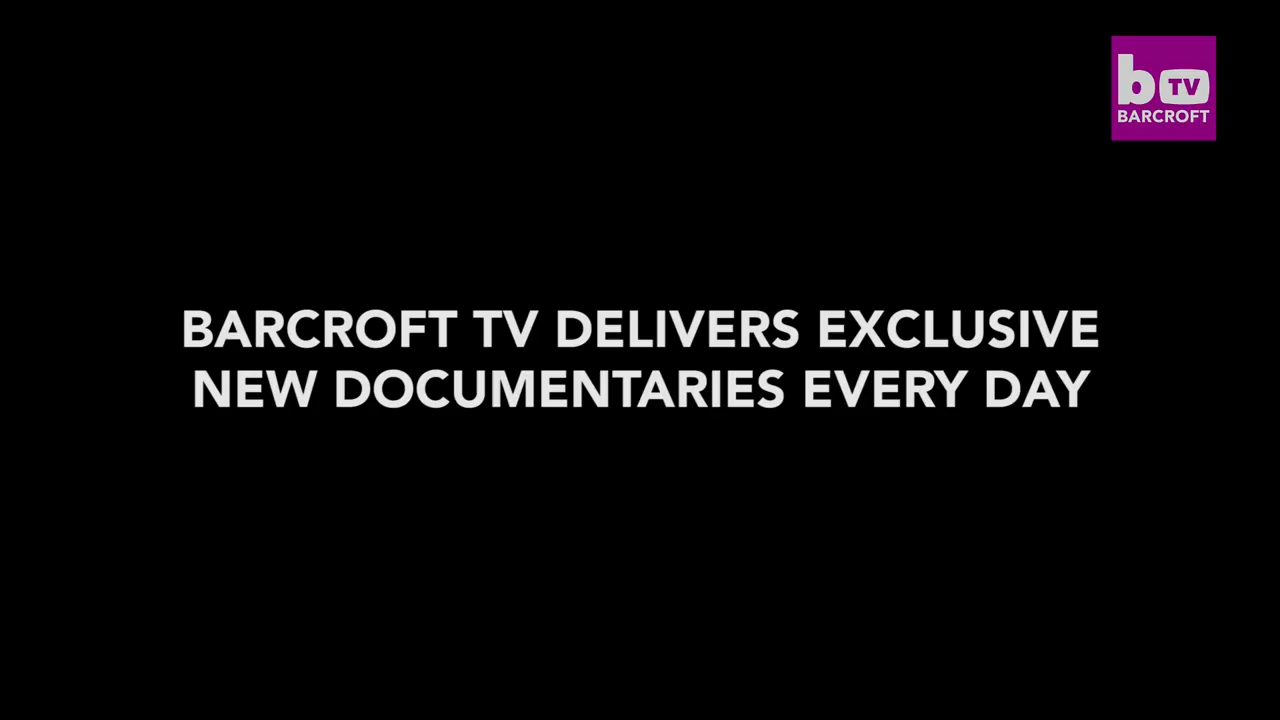 b TV
BARCROFT
BARCROFT TV DELIVERS EXCLUSIVE
NEW DOCUMENTARIES EVERY DAY